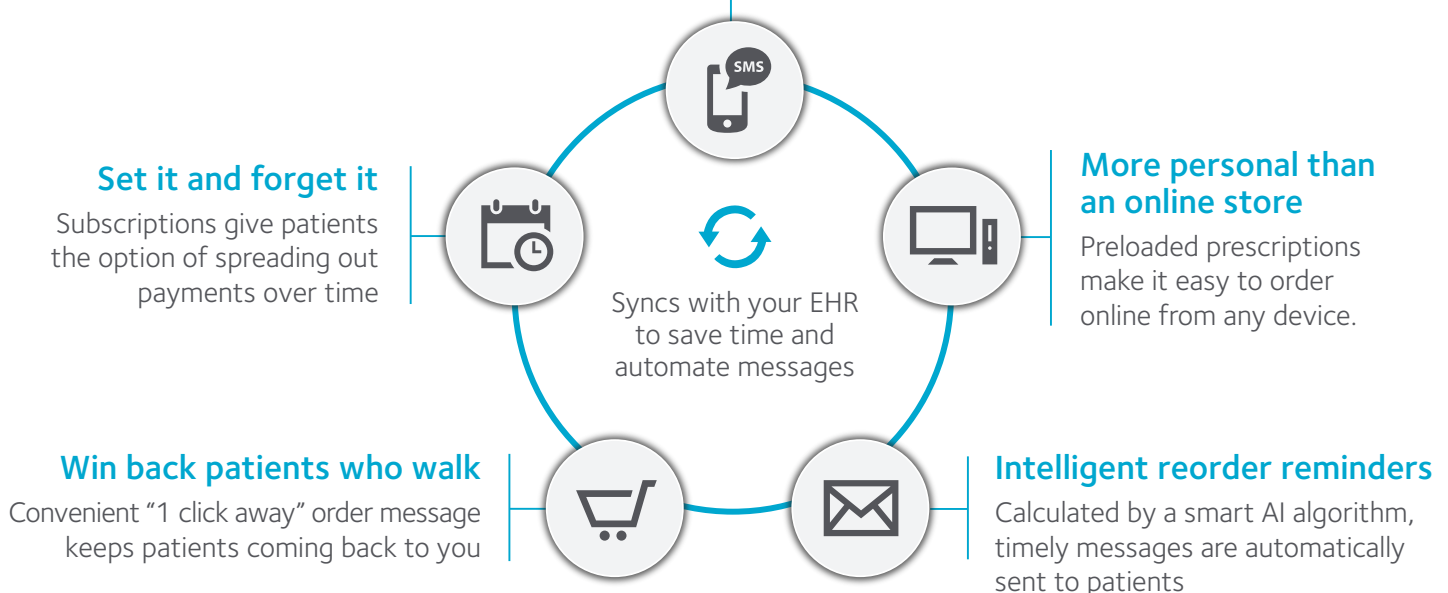 SMS
Set it and forget it
Subscriptions give patients
the option of spreading out
payments over time
More personal than
an online store
Preloaded prescriptions
make it easy to order
online from any device.
Syncs with your EHR
to save time and
automate messages
Win back patients who walk
Convenient “1 click away” order message
keeps patients coming back to you
Intelligent reorder reminders
Calculated by a smart AI algorithm,
timely messages are automatically
sent to patients